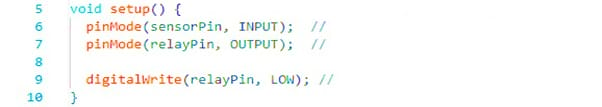 5 void setup() {
6 pinMode(sensorPin, INPUT); //
7 pinMode(relayPin, OUTPUT); //
8
9 digitalWrite(relayPin, LOW); //
10 }